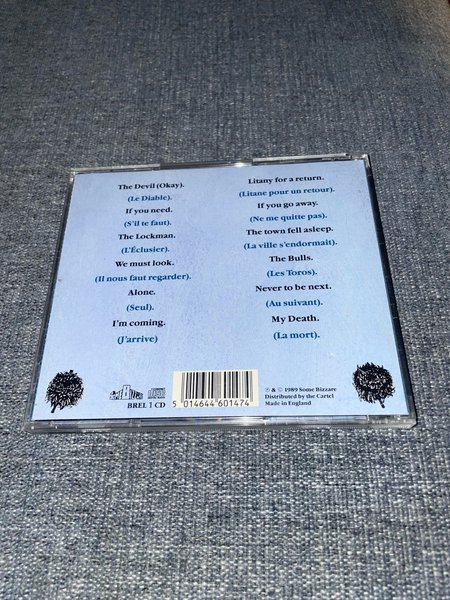 The Devil (Okay).
(Le Diable).
If you need.
(S'il te faut).
The Lockman.
(L'Éclusier).
We must look.
(Il nous faut regarder).
Alone.
(Seul).
I'm coming.
(J'arrive)
Litany for a return.
(Litane pour un retour).
If you go away.
(Ne me quitte pas).
The town fell asleep.
(La ville s'endormait).
The Bulls.
(Les Toros).
Never to be next.
(Au suivant).
My Death.
(La mort).
BREL 1 CD
5 014644 601474
℗ & © 1989 Some Bizzare
Distributed by the Cartel
Made in England